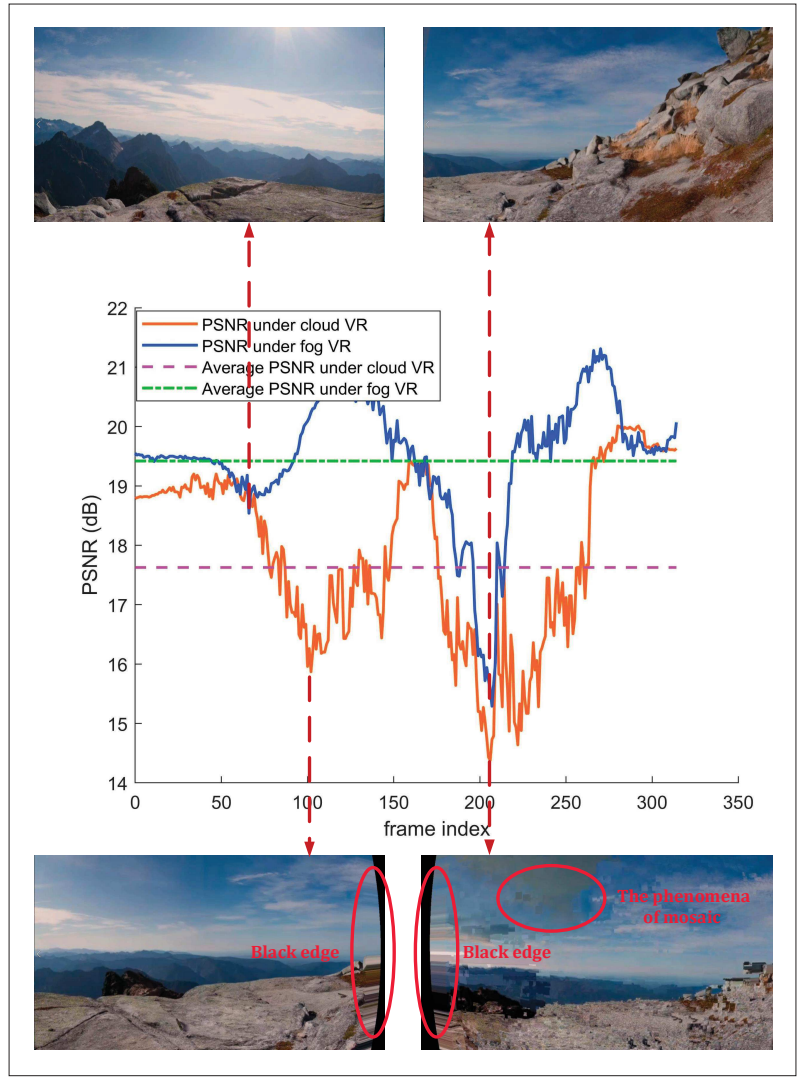 22
21
20
19
18
17
16
15
14
PSNR (dB)
PSNR under cloud VR
PSNR under fog VR
Average PSNR under cloud VR
Average PSNR under fog VR
0 50 100 150 200 250 300 350
frame index
Black edge
Black edge
The phenomena
of mosaic